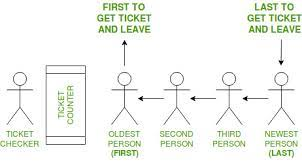 FIRST TO
GET TICKET
AND LEAVE
LAST TO
GET TICKET
AND LEAVE
TICKET
COUNTER
TICKET
CHECKER
OLDEST
PERSON
(FIRST)
SECOND
PERSON
THIRD
PERSON
NEWEST
PERSON
(LAST)